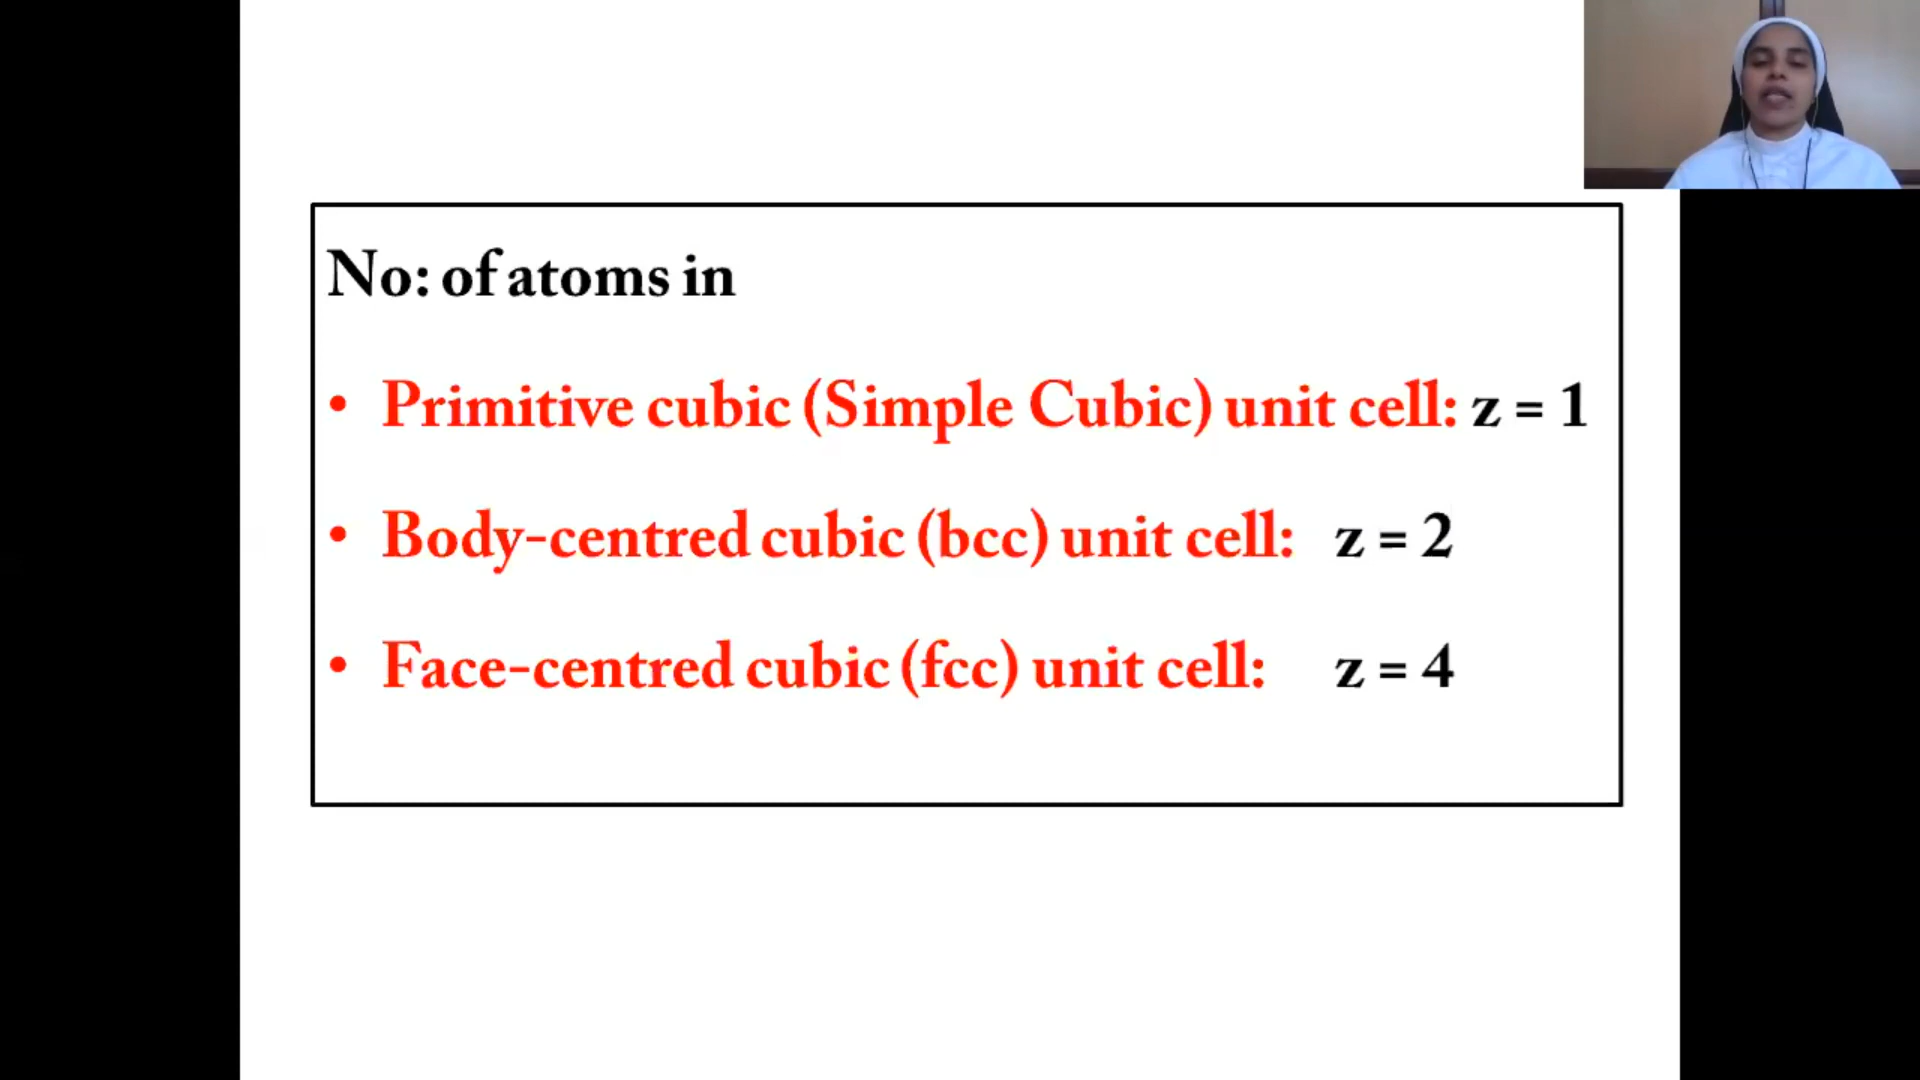 No: of atoms in
• Primitive cubic (Simple Cubic) unit cell: z = 1
• Body-centred cubic (bcc) unit cell: z = 2
• Face-centred cubic (fcc) unit cell: z = 4